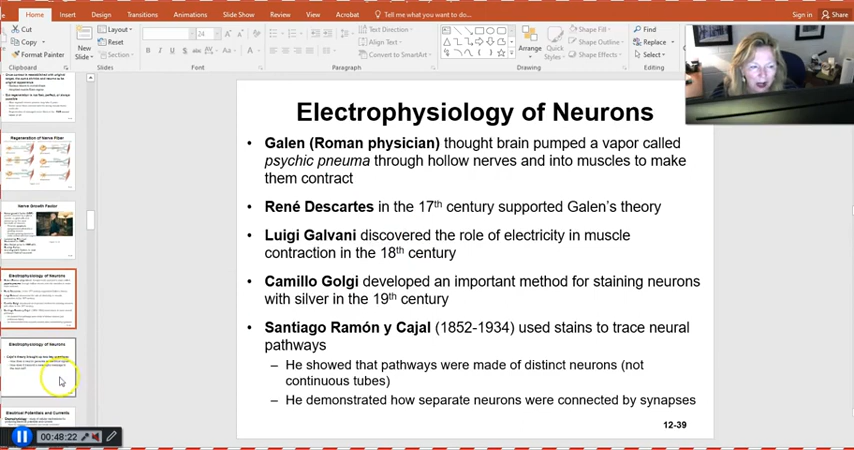 Home Insert Design Transitions Animations Slide Show Review View Acrobat Tell me what you want to do... Sign in Share
Cut
Copy
Format Painter
New Slide
Layout
Reset
Section
24
Text Direction
Align Text
Convert to SmartArt
Arrange
Quick Styles
Shape Fill
Shape Outline
Shape Effects
Find
Replace
Select
Clipboard Slides Font Paragraph Drawing Editing
Regeneration of Nerve Fiber
Nerve Growth Factor
Electrophysiology of Neurons
Electrophysiology of Neurons
Electrical Potentials and Currents
00:48:22
Electrophysiology of Neurons
• Galen (Roman physician) thought brain pumped a vapor called
psychic pneuma through hollow nerves and into muscles to make
them contract
• René Descartes in the 17th century supported Galen's theory
• Luigi Galvani discovered the role of electricity in muscle
contraction in the 18th century
• Camillo Golgi developed an important method for staining neurons
with silver in the 19th century
• Santiago Ramón y Cajal (1852-1934) used stains to trace neural
pathways
– He showed that pathways were made of distinct neurons (not
continuous tubes)
– He demonstrated how separate neurons were connected by synapses
12-39